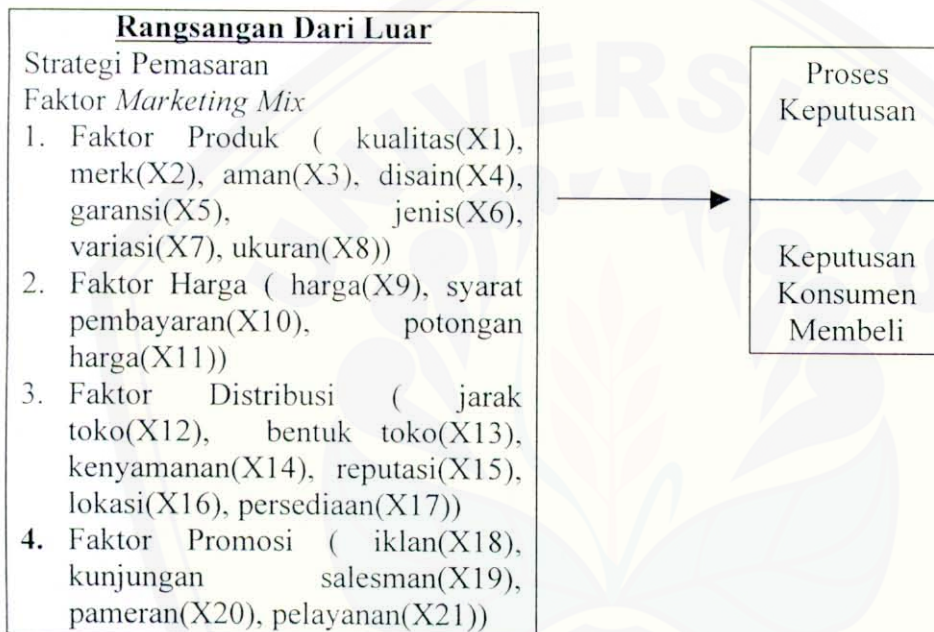 Rangsangan Dari Luar
Strategi Pemasaran
Faktor Marketing Mix
1. Faktor Produk ( kualitas(X1),
merk(X2), aman(X3), disain(X4),
garansi(X5), jenis(X6),
variasi(X7), ukuran(X8))
2. Faktor Harga ( harga(X9), syarat
pembayaran(X10), potongan
harga(X11))
3. Faktor Distribusi ( jarak
toko(X12), bentuk toko(X13),
kenyamanan(X14), reputasi(X15),
lokasi(X16), persediaan(X17))
4. Faktor Promosi ( iklan(X18),
kunjungan salesman(X19),
pameran(X20), pelayanan(X21))
Proses
Keputusan
Keputusan
Konsumen
Membeli
UNIVERSITAS